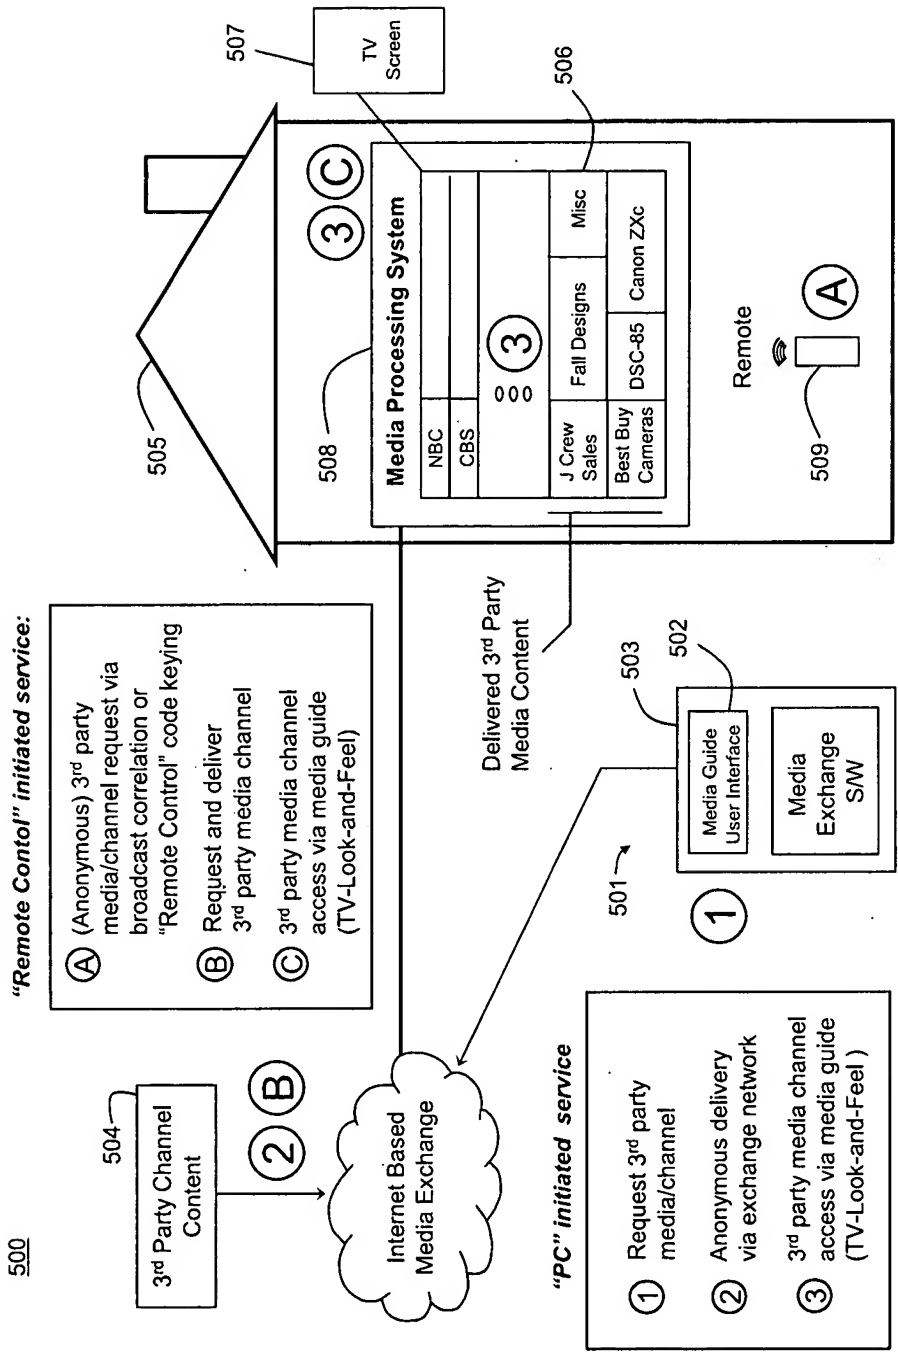 500
3rd Party Channel
Content
504
2
B
Internet Based
Media Exchange
"Remote Contol" initiated service:
A
(Anonymous) 3rd party
media/channel request via
broadcast correlation or
"Remote Control" code keying
B
Request and deliver
3rd party media channel
C
3rd party media channel
access via media guide
(TV-Look-and-Feel)
"PC" initiated service
1
Request 3rd party
media/channel
2
Anonymous delivery
via exchange network
3
3rd party media channel
access via media guide
(TV-Look-and-Feel )
1
501
503
502
Media Guide
User Interface
Media
Exchange
S/W
Delivered 3rd Party
Media Content
505
508
3
C
507
TV
Screen
Media Processing System
NBC
CBS
3
506
J Crew
Sales
Fall Designs
Misc
Best Buy
Cameras
DSC-85
Canon ZXc
Remote
A
509